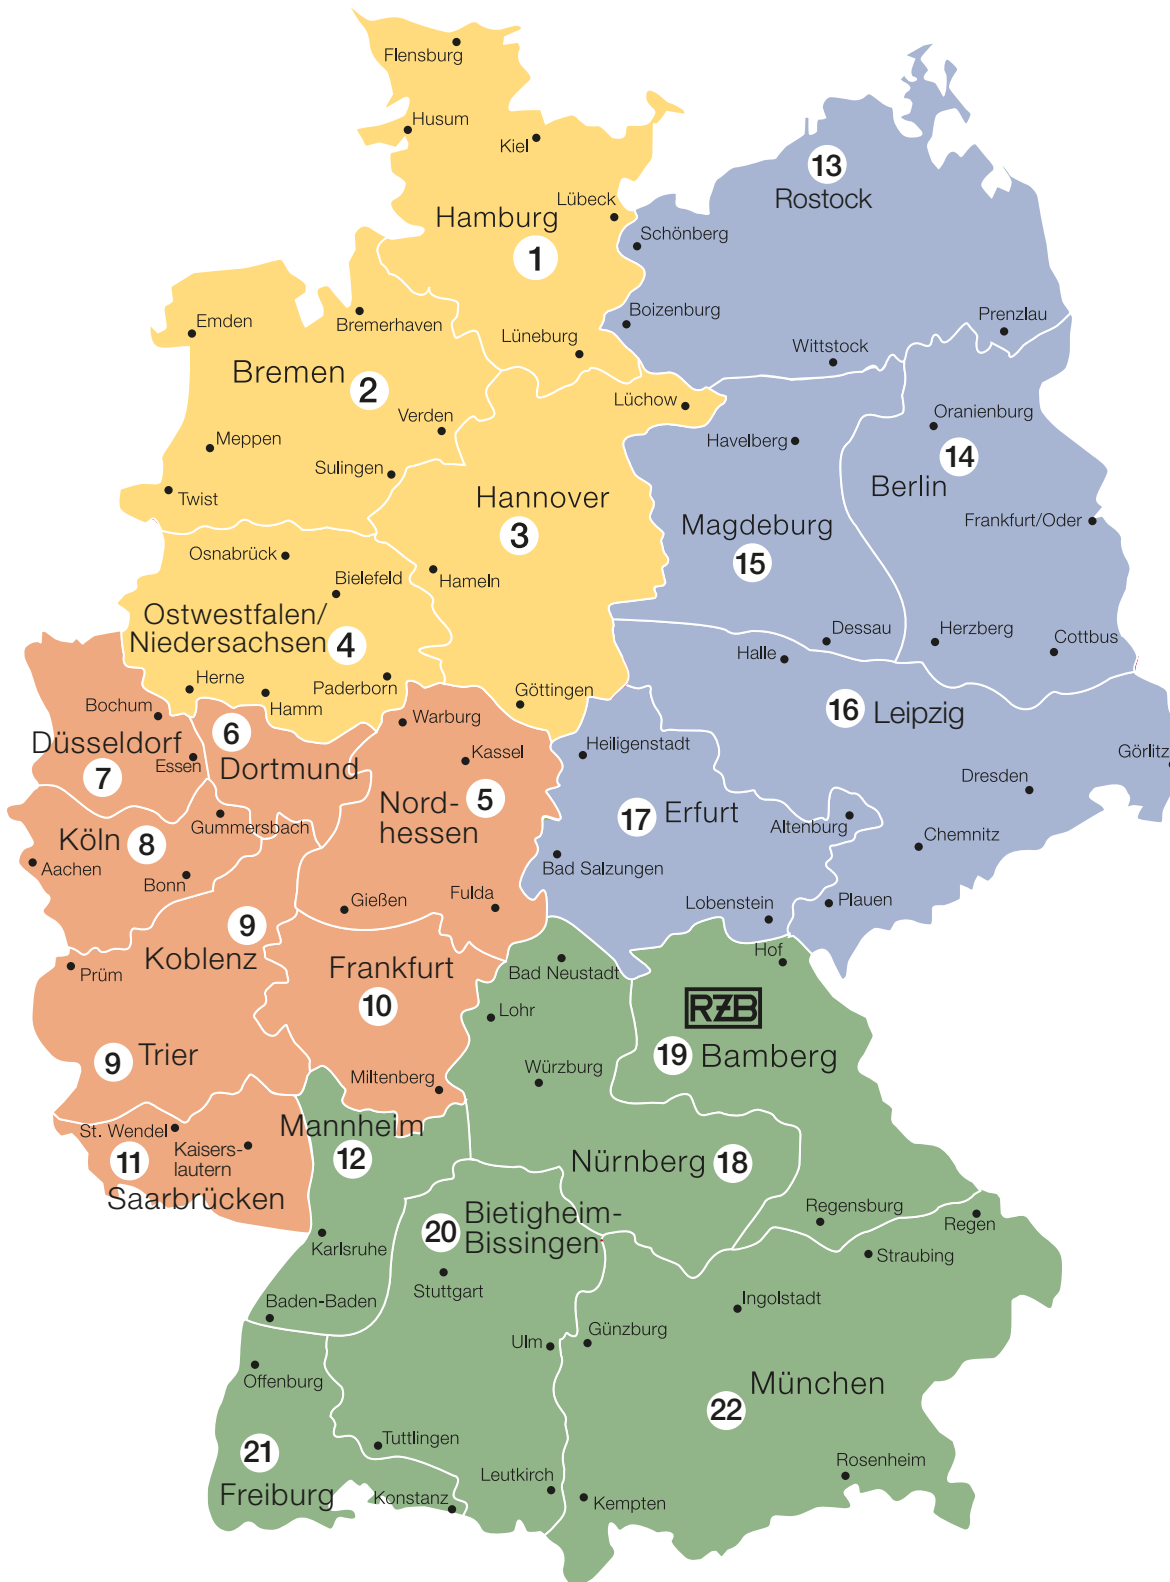 Flensburg
Husum
Kiel
13
Rostock
Lübeck
Hamburg
1
Schönberg
Boizenburg
Emden
Bremerhaven
Lüneburg
Prenzlau
Wittstock
Bremen 2
Lüchow
Verden
Oranienburg
Meppen
Havelberg
14
Berlin
Sulingen
Twist
Hannover
3
Magdeburg
15
Frankfurt/Oder
Osnabrück
Bielefeld
Hameln
Ostwestfalen/
Niedersachsen 4
Dessau
Herzberg
Cottbus
Halle
Herne
Hamm
Paderborn
Göttingen
Bochum
6
Warburg
16 Leipzig
Düsseldorf
7
Essen
Dortmund
Kassel
Heiligenstadt
Görlitz
Nord-
hessen
5
Dresden
Gummersbach
17 Erfurt
Altenburg
Köln 8
Chemnitz
Aachen
Bonn
Bad Salzungen
Gießen
Fulda
Lobenstein
Plauen
9
Koblenz
Hof
Prüm
Frankfurt
10
Bad Neustadt
Lohr
RZB
9 Trier
19 Bamberg
Würzburg
Miltenberg
St. Wendel
Mannheim
12
11
Kaisers-
lautern
Saarbrücken
Nürnberg 18
Regensburg
Regen
20
Bietigheim-
Bissingen
Karlsruhe
Straubing
Stuttgart
Baden-Baden
Ingolstadt
Ulm
Günzburg
Offenburg
München
22
Tuttlingen
21
Freiburg
Leutkirch
Rosenheim
Konstanz
Kempten